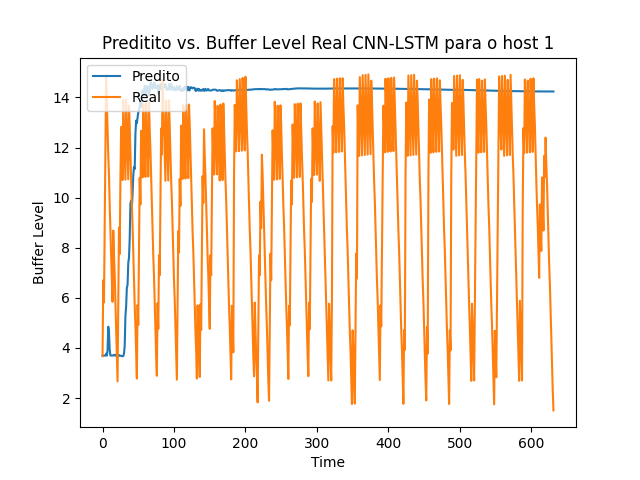 Preditito vs. Buffer Level Real CNN-LSTM para o host 1
Predito
Real
14
12
10
8
6
4
2
Buffer Level
0 100 200 300 400 500 600
Time